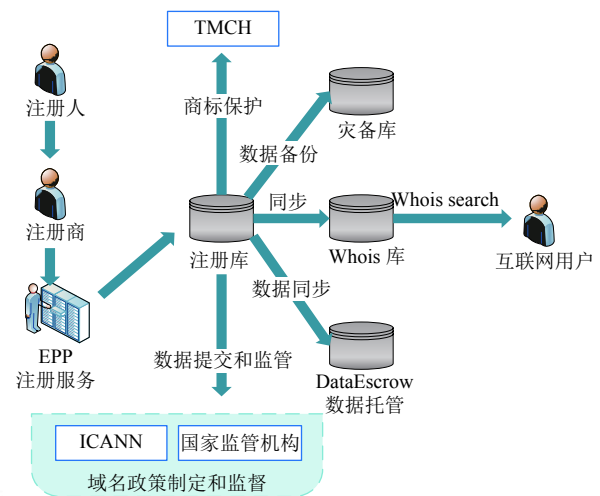 TMCH
注册人
商标保护
灾备库
数据备份
注册商
注册库
同步
Whois 库
Whois search
互联网用户
数据同步
EPP
注册服务
数据提交和监管
DataEscrow
数据托管
ICANN
国家监管机构
域名政策制定和监督